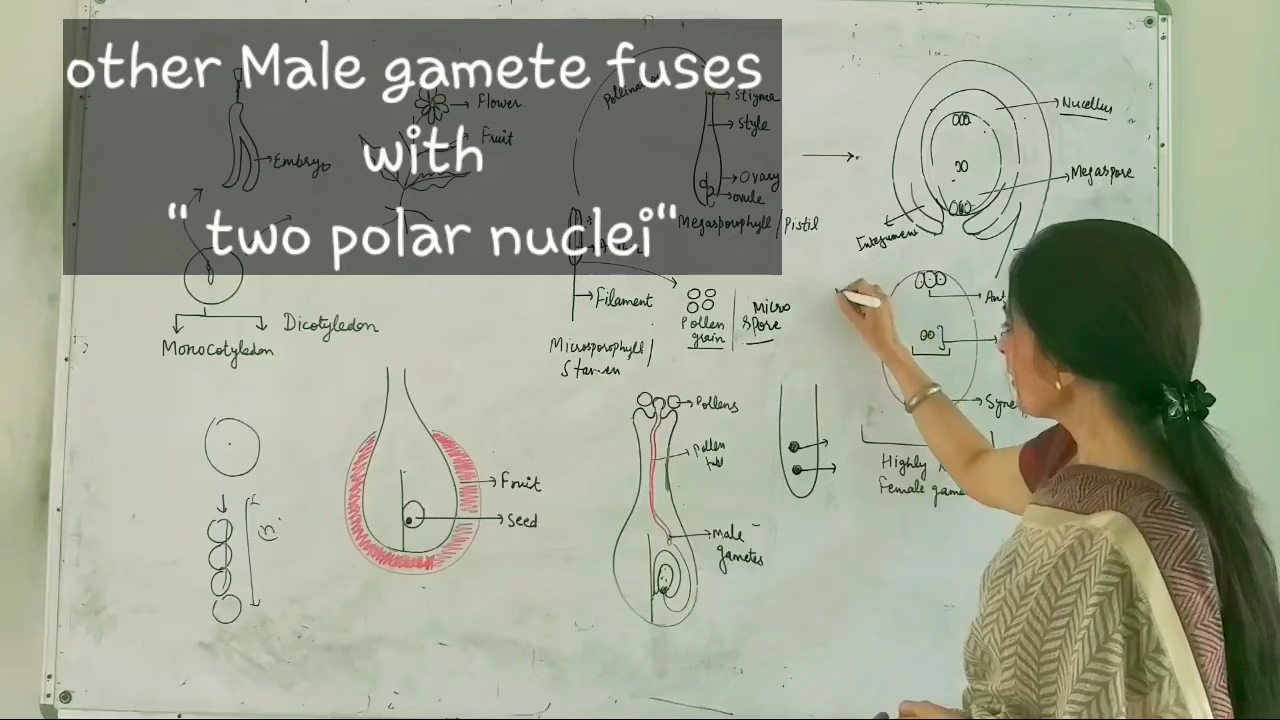 other Male gamete fuses
with
"two polar nuclei"
Flower
Fruit
Embryo
Dicotyledon
Monocotyledon
Stigma
Style
Ovary
ovule
Megasporophyll / Pistil
Filament
Microsporophyll /
Pollen
grain
Micro
spore
Nucellus
Megaspore
Integument
Ant
Syne
Highly
Female game
Fruit
Seed
Pollens
Pollen
tube
Male
gametes